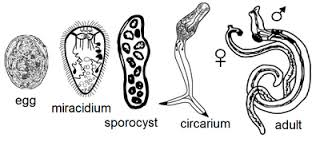 egg
miracidium
sporocyst
circarium
♀
♂
adult